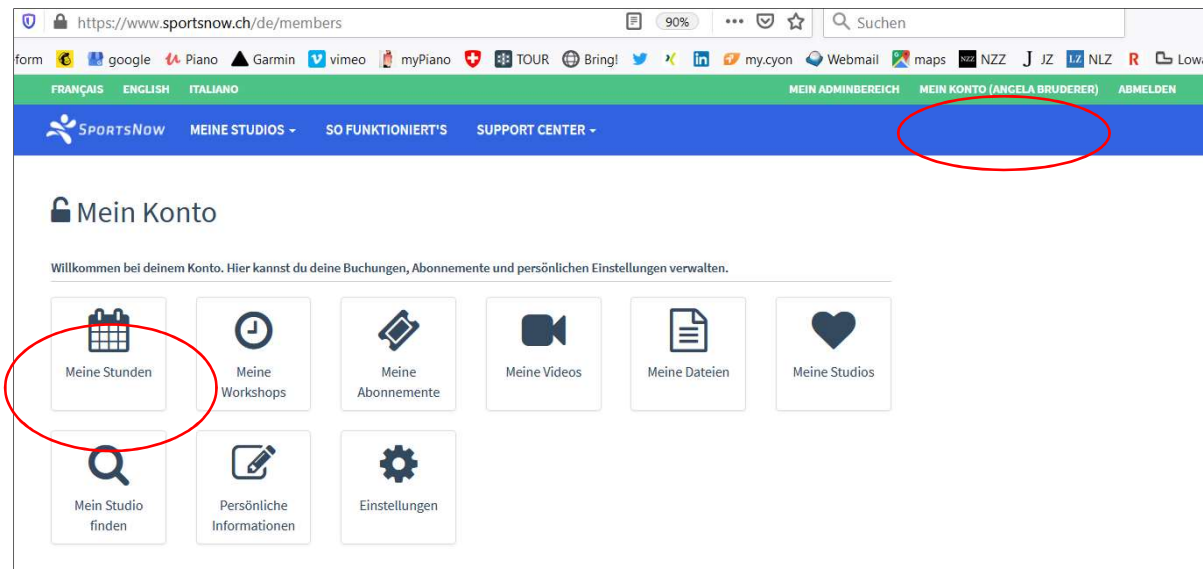 https://www.sportsnow.ch/de/members 90% Suchen
form google Piano Garmin vimeo myPiano TOUR Bring! my.cyon Webmail maps NZZ NZZ J JZ LZ NLZ R Lowa
FRANÇAIS ENGLISH ITALIANO MEIN ADMINBEREICH MEIN KONTO (ANGELA BRUDERER) ABMELDEN
SPORTSNOW MEINE STUDIOS SO FUNKTIONIERT'S SUPPORT CENTER
Mein Konto
Willkommen bei deinem Konto. Hier kannst du deine Buchungen, Abonnemente und persönlichen Einstellungen verwalten.
Meine Stunden
Meine
Workshops
Meine
Abonnemente
Meine Videos
Meine Dateien
Meine Studios
Mein Studio
finden
Persönliche
Informationen
Einstellungen